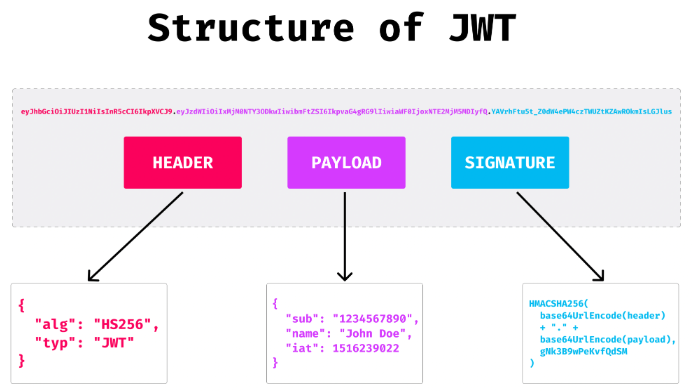 Structure of JWT
eyJhbGciOiJIUzI1NiIsInR5cCI6IkpXVCJ9.eyJzdWIiOiIxMjM0NTY3ODkwIiwibmFtZSI6IkpvaG4gRG9lIiwiaWF0IjoxNTE2MjM5MDIyfQ.YAVrhFtwSt_Z0dW4ePW4czTWUZtKZAwROkmIsLGJlus
HEADER PAYLOAD SIGNATURE
{
"alg": "HS256",
"typ": "JWT"
}
{
"sub": "1234567890",
"name": "John Doe",
"iat": 1516239022
}
HMACSHA256(
base64UrlEncode(header)
+ "." +
base64UrlEncode(payload),
gNk3B9wPeKvfQdSM
)